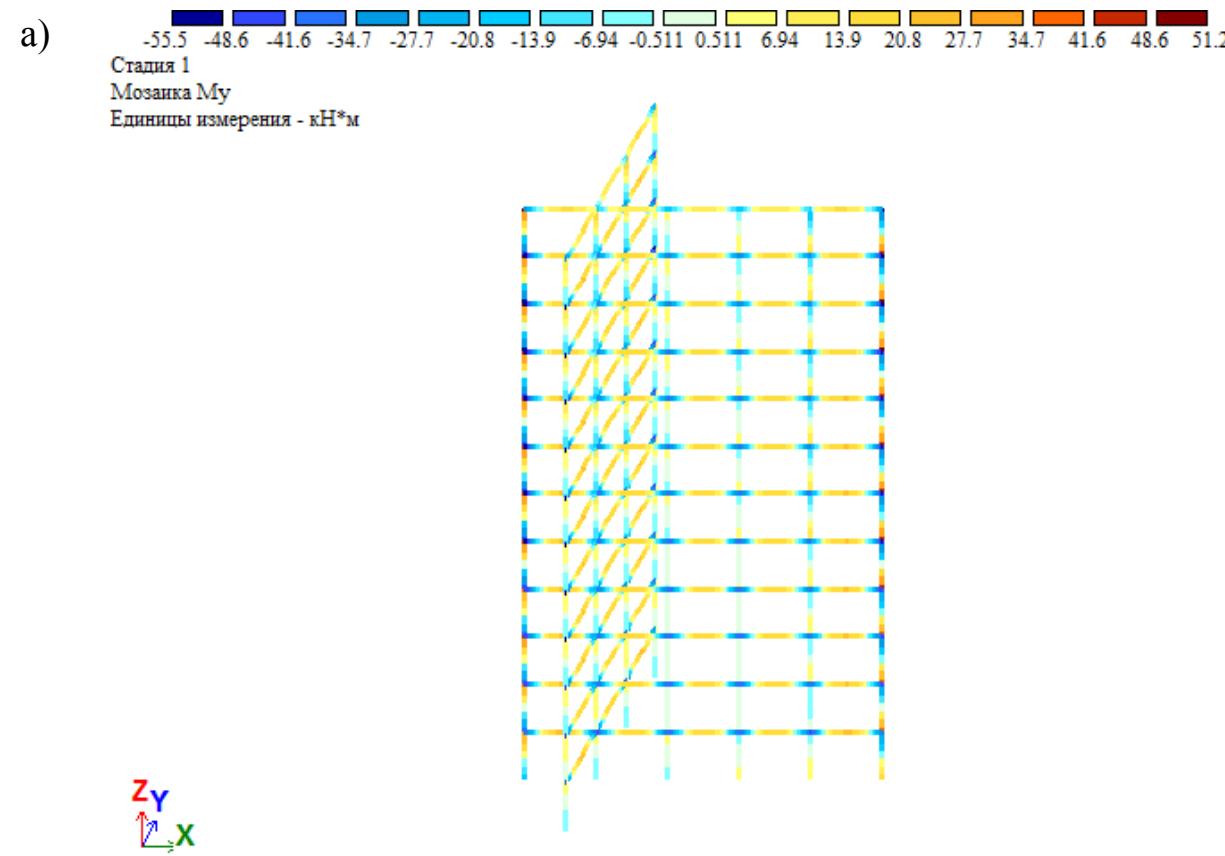 а)
-55.5 -48.6 -41.6 -34.7 -27.7 -20.8 -13.9 -6.94 -0.511 0.511 6.94 13.9 20.8 27.7 34.7 41.6 48.6 51.2
Стадия 1
Мозаика My
Единицы измерения - кН*м
Z
Y
X